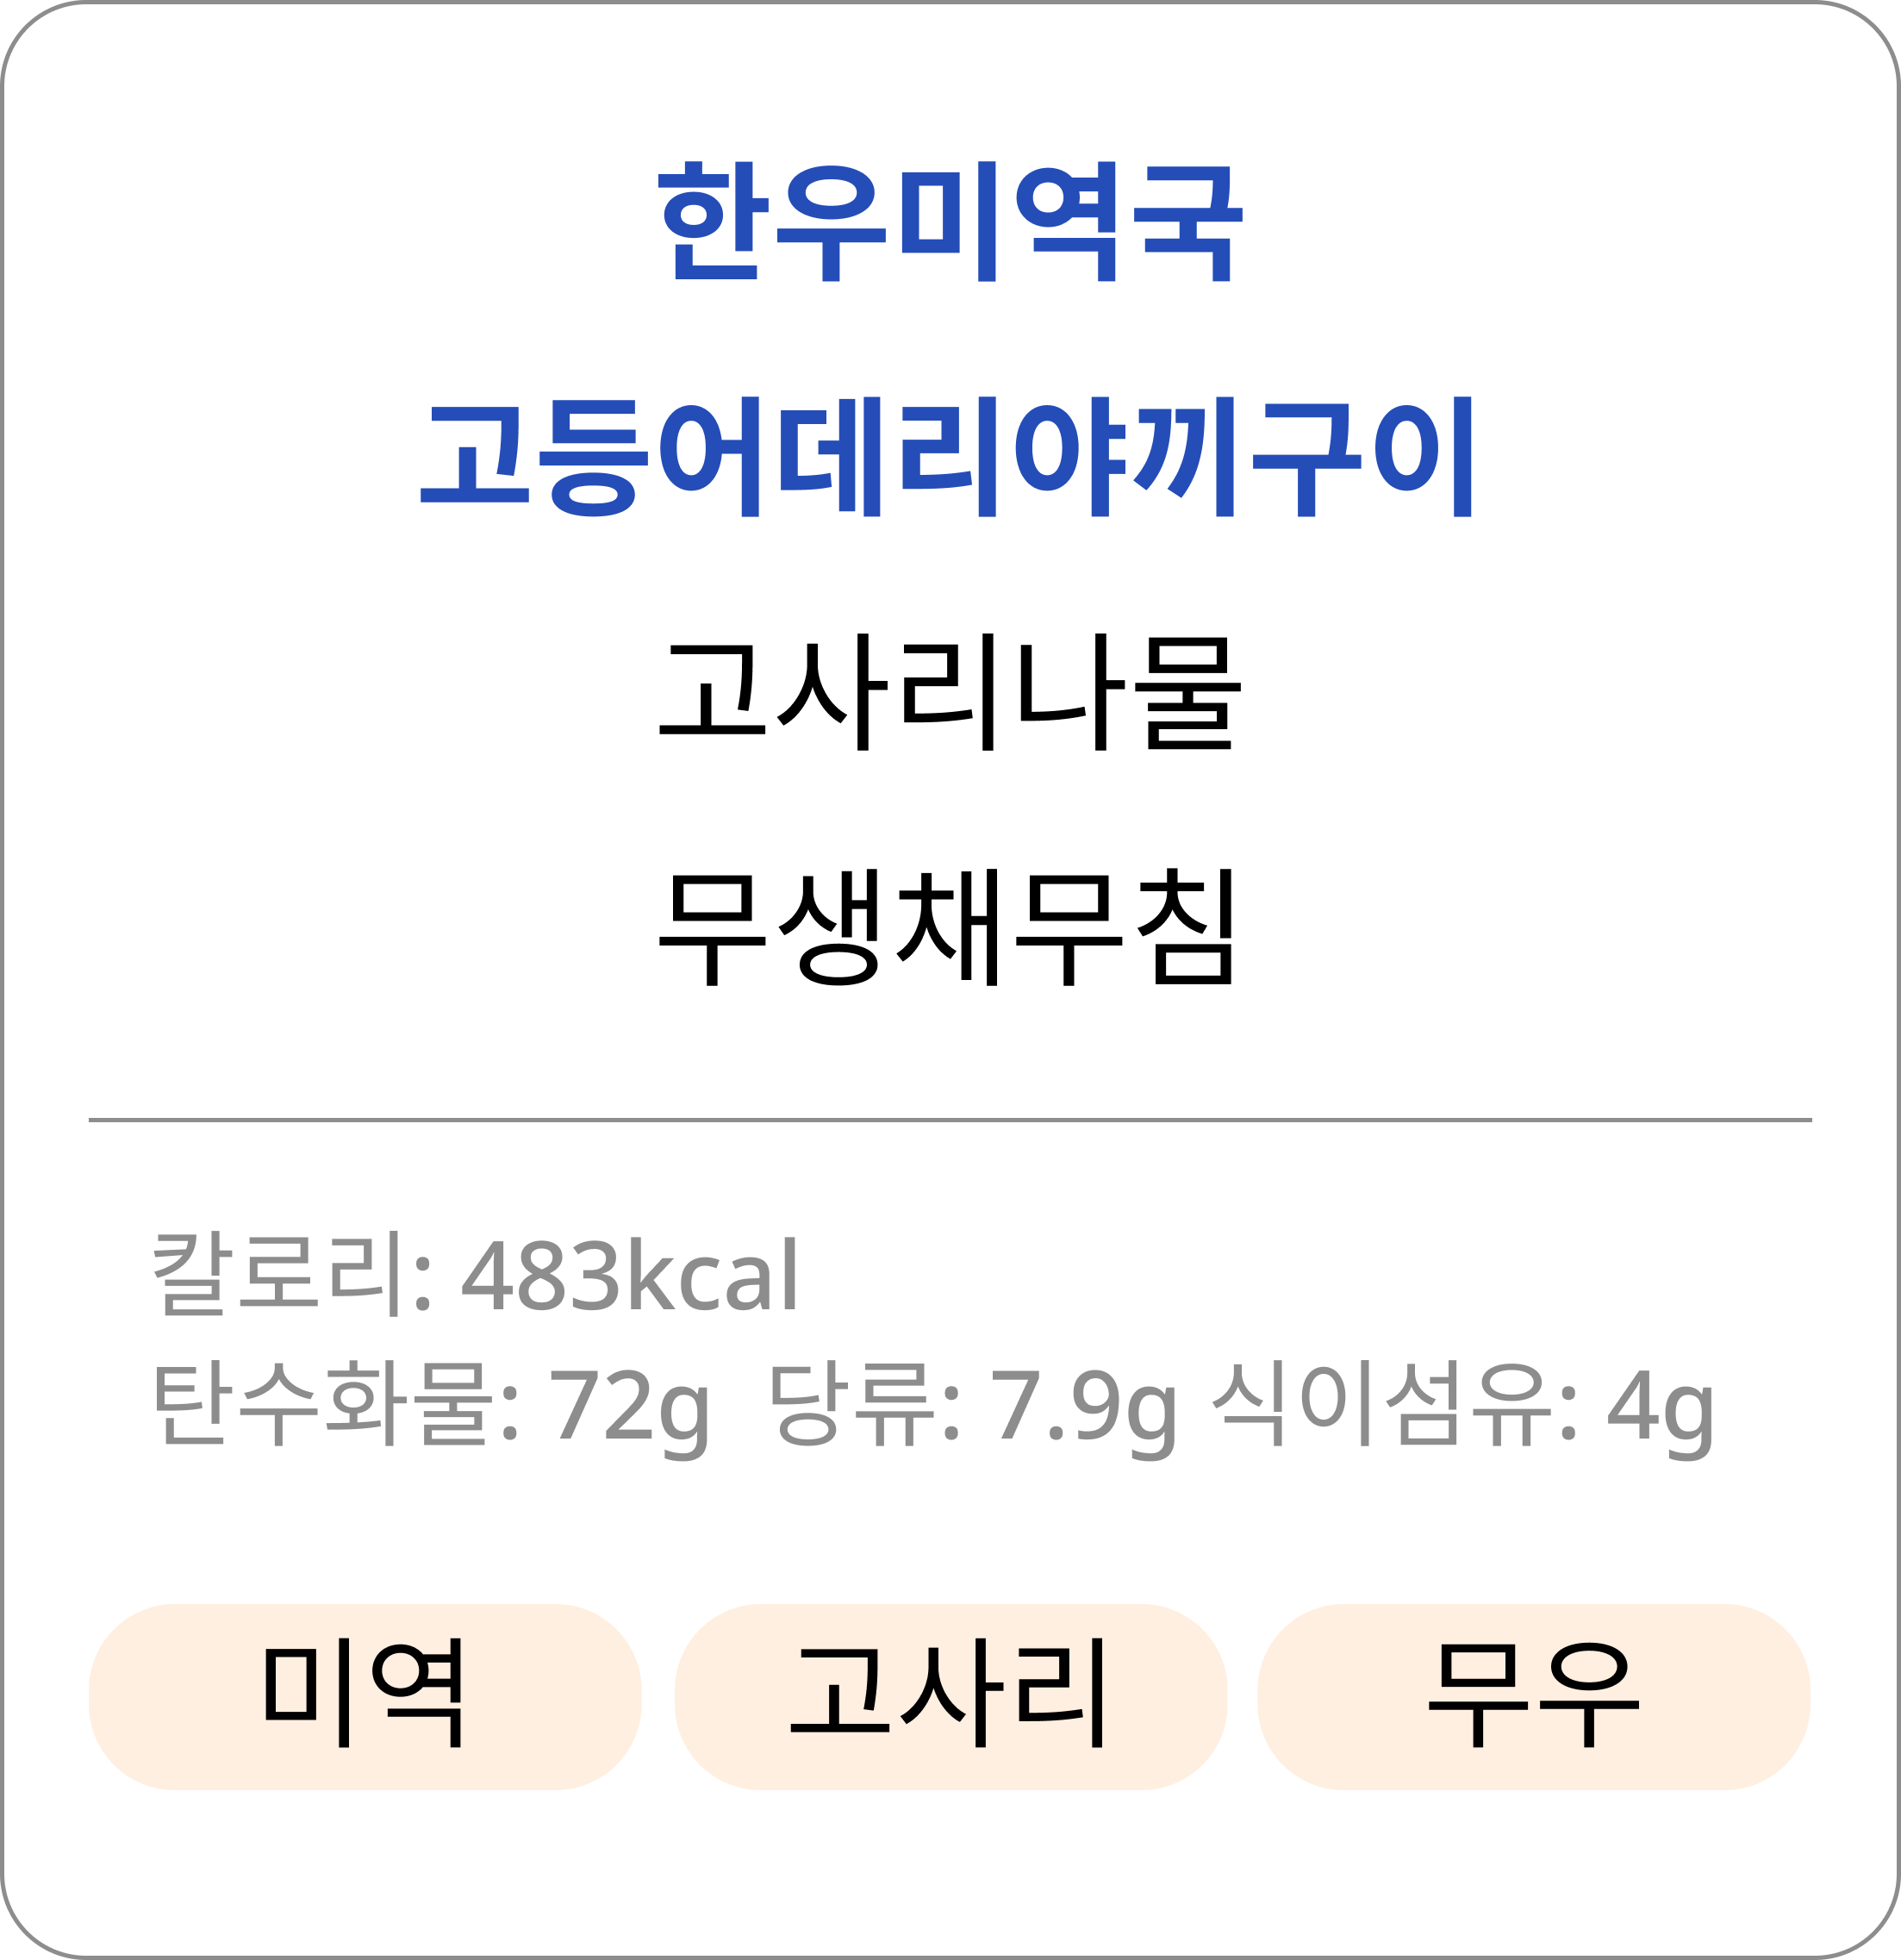 한우미역국
고등어데리야끼구이
고사리나물
무생채무침
칼로리: 483kcal
탄수화물: 72g 당류: 7.9g 식이섬유: 4g
미역 고사리 무우